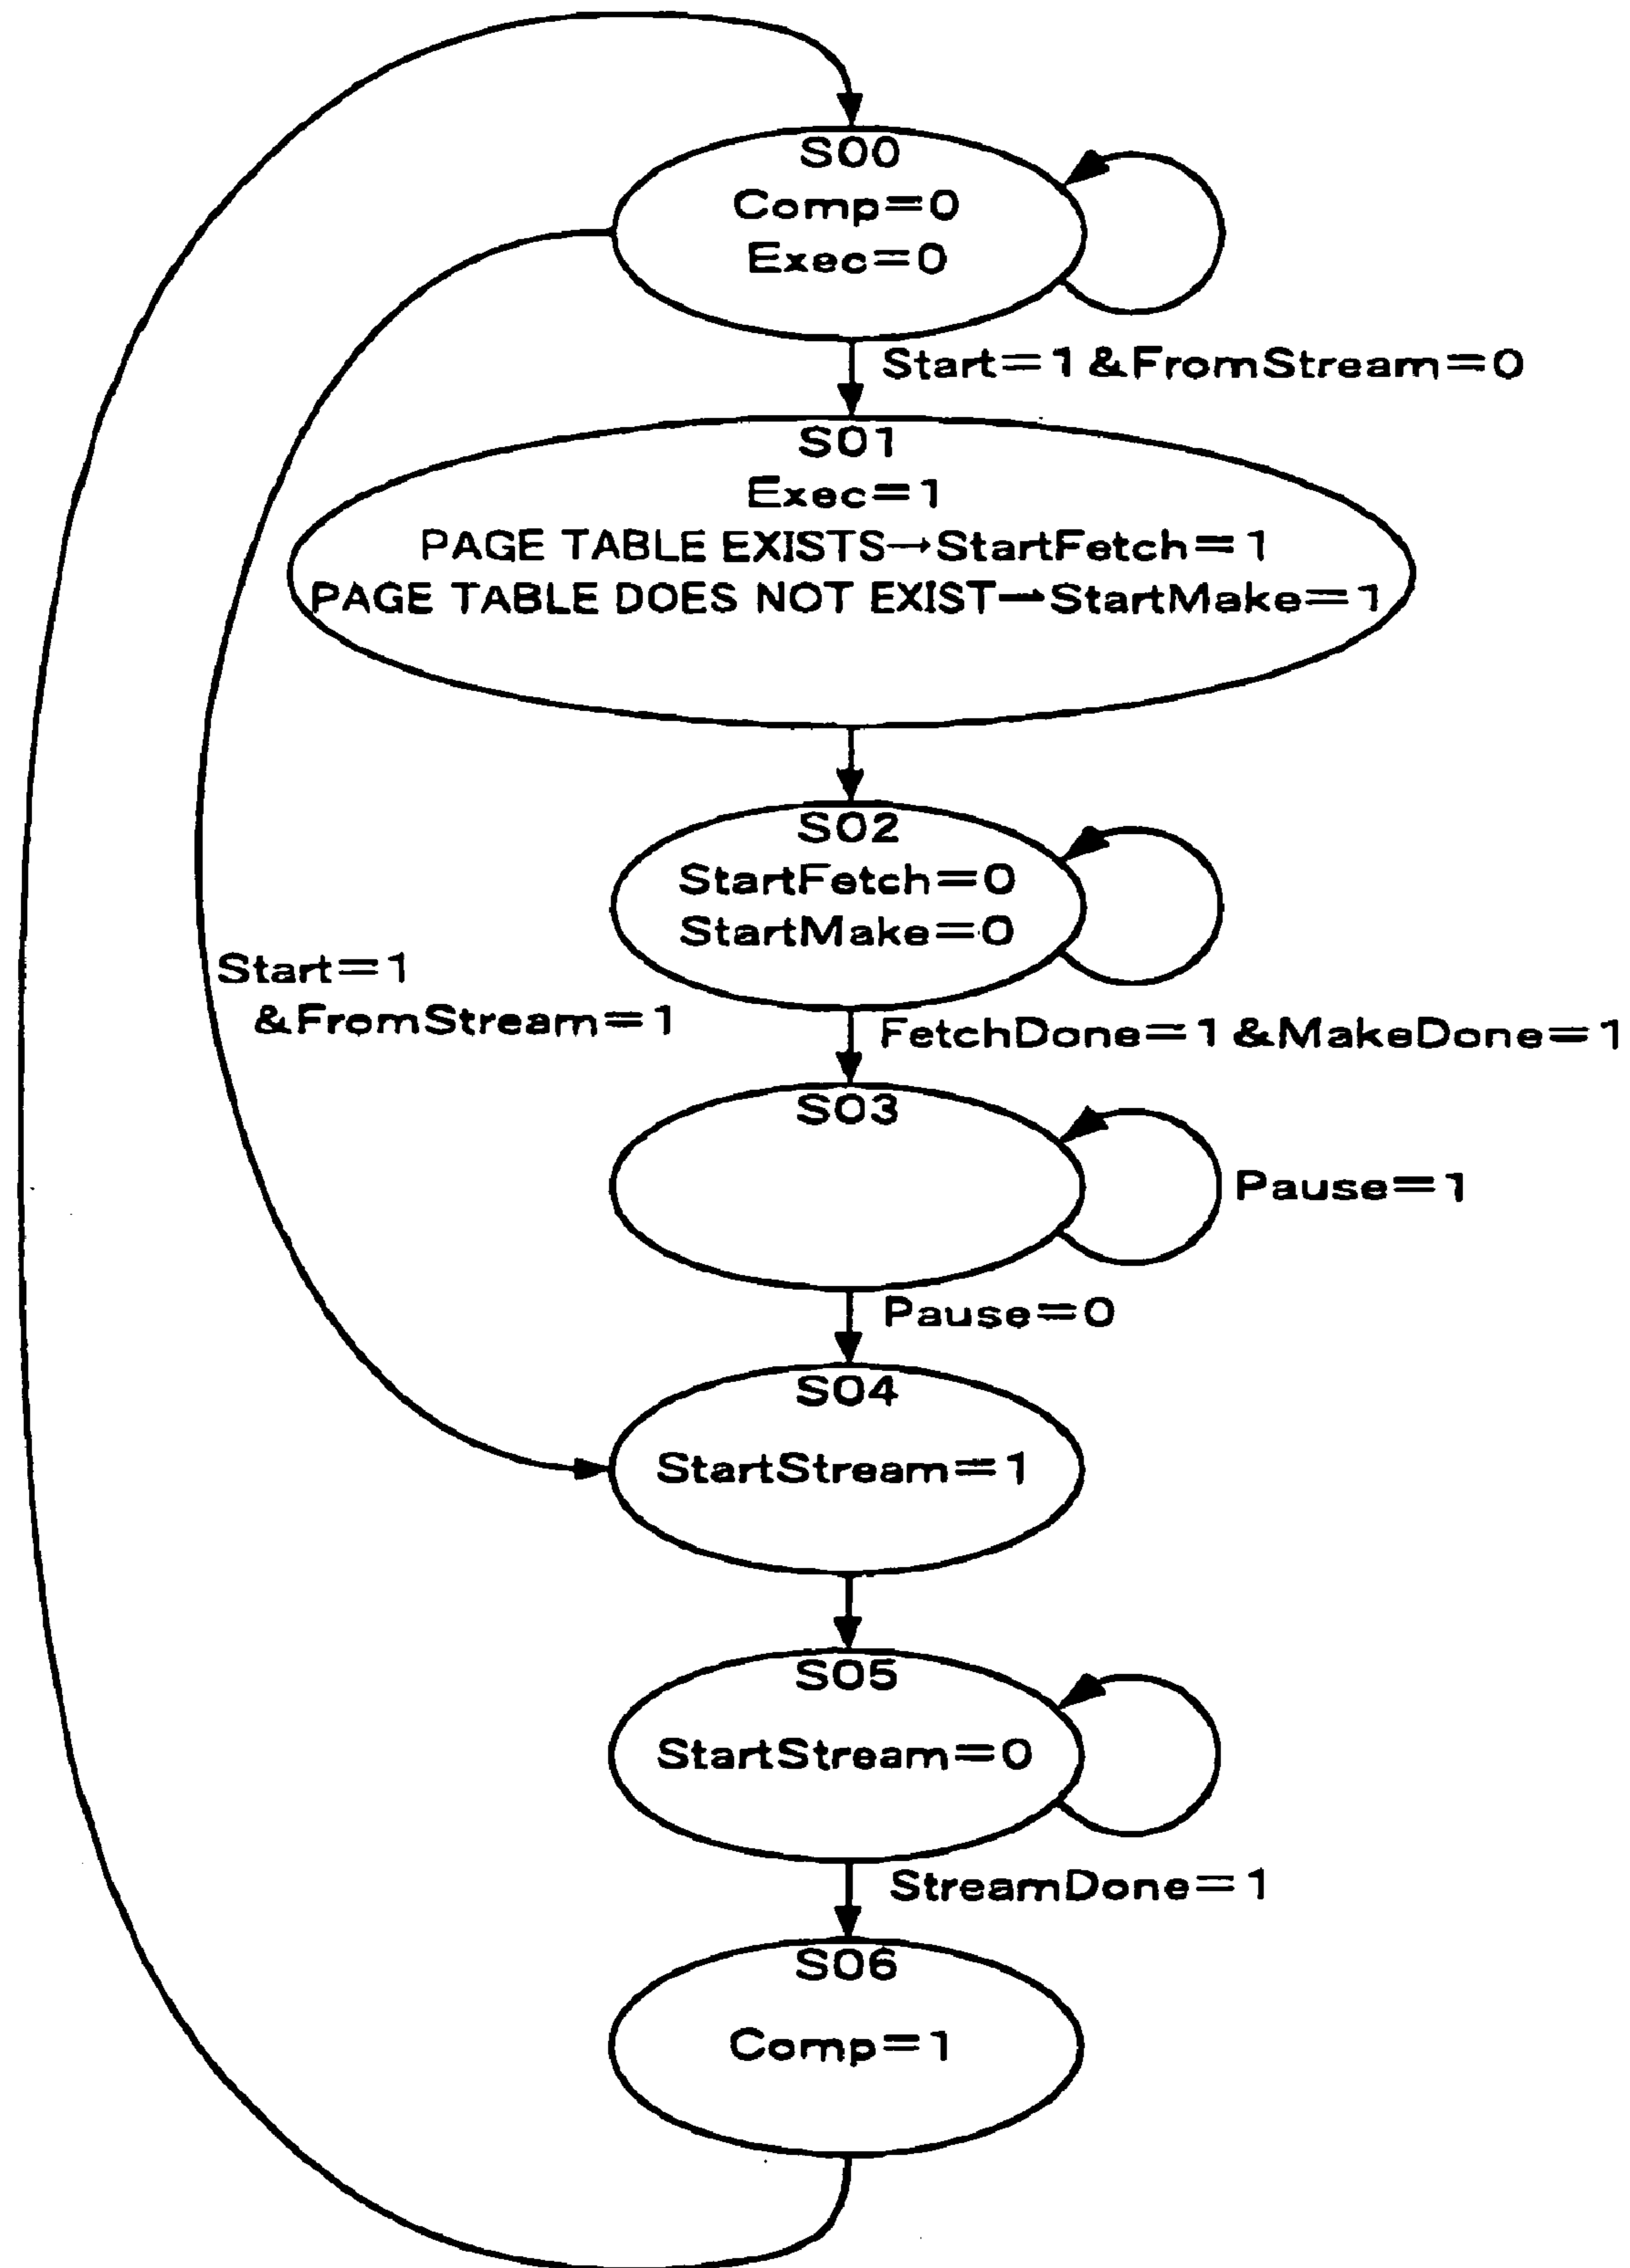 S00
Comp=0
Exec=0
Start=1 &FromStream=0
S01
Exec=1
PAGE TABLE EXISTS→StartFetch=1
PAGE TABLE DOES NOT EXIST→StartMake=1
S02
StartFetch=0
StartMake=0
Start=1
&FromStream=1
FetchDone=1 &MakeDone=1
S03
Pause=1
Pause=0
S04
StartStream=1
S05
StartStream=0
StreamDone=1
S06
Comp=1